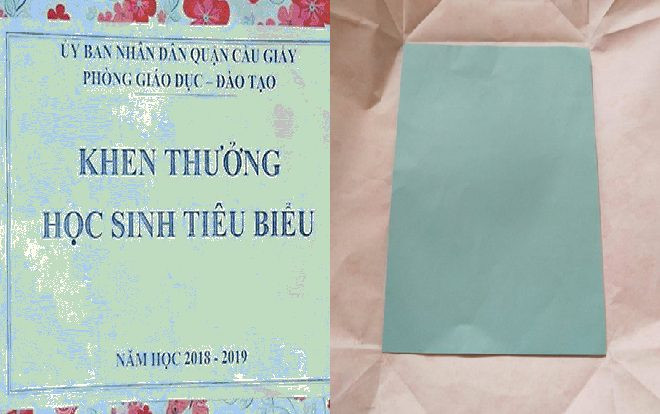 ỦY BAN NHÂN DÂN QUẬN CẦU GIẤY
PHÒNG GIÁO DỤC – ĐÀO TẠO
KHEN THƯỞNG
HỌC SINH TIÊU BIỂU
NĂM HỌC 2018 - 2019